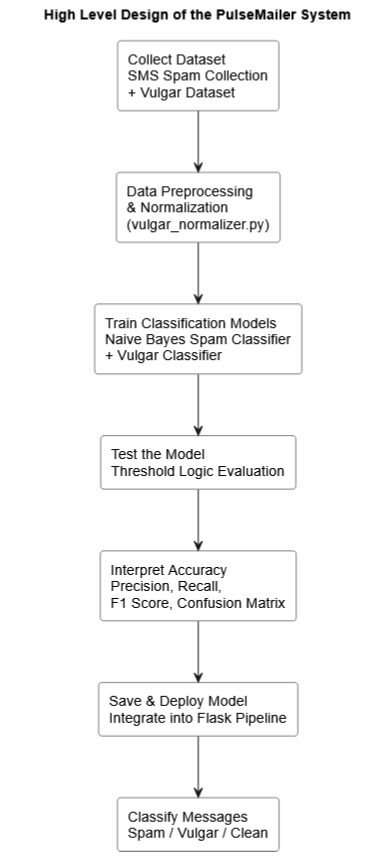 High Level Design of the PulseMailer System
Collect Dataset
SMS Spam Collection
+ Vulgar Dataset
Data Preprocessing
& Normalization
(vulgar_normalizer.py)
Train Classification Models
Naive Bayes Spam Classifier
+ Vulgar Classifier
Test the Model
Threshold Logic Evaluation
Interpret Accuracy
Precision, Recall,
F1 Score, Confusion Matrix
Save & Deploy Model
Integrate into Flask Pipeline
Classify Messages
Spam / Vulgar / Clean